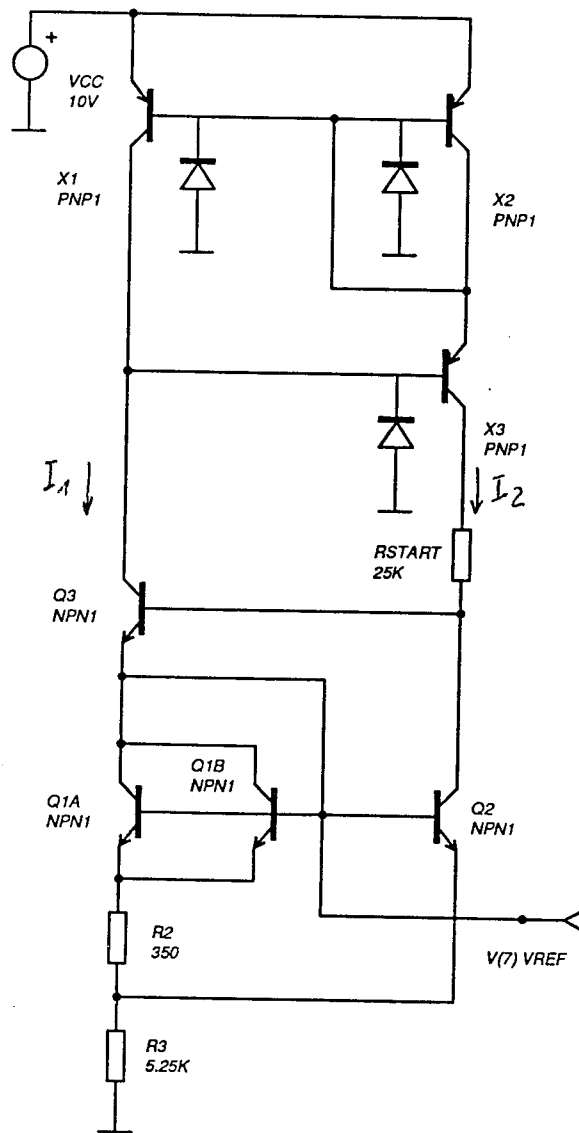 +
VCC
10V
X1
PNP1
X2
PNP1
X3
PNP1
I1
I2
RSTART
25K
Q3
NPN1
Q1B
NPN1
Q1A
NPN1
Q2
NPN1
R2
350
V(7) VREF
R3
5.25K